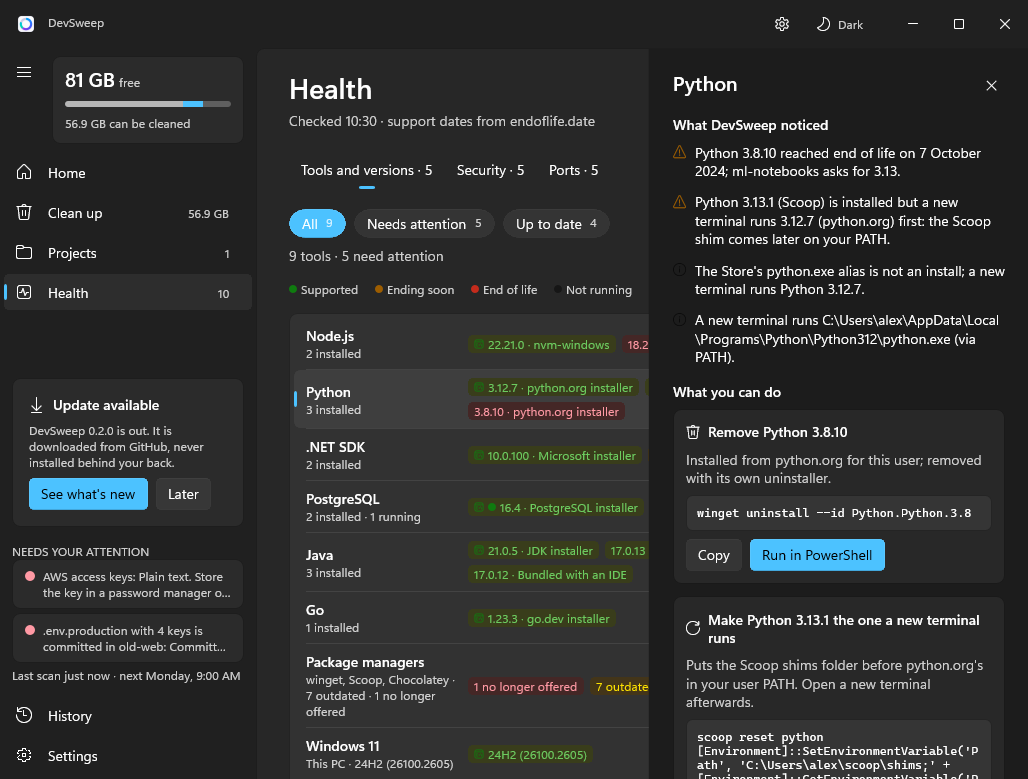 DevSweep
Dark
81 GB free
56.9 GB can be cleaned
Home
Clean up 56.9 GB
Projects 1
Health 10
Update available
DevSweep 0.2.0 is out. It is
downloaded from GitHub, never
installed behind your back.
See what's new Later
NEEDS YOUR ATTENTION
AWS access keys: Plain text. Store
the key in a password manager o...
.env.production with 4 keys is
committed in old-web: Committ...
Last scan just now · next Monday, 9:00 AM
History
Settings
Health
Checked 10:30 · support dates from endoflife.date
Tools and versions · 5 Security · 5 Ports · 5
All 9 Needs attention 5 Up to date 4
9 tools · 5 need attention
Supported Ending soon End of life Not running
Node.js
2 installed
22.21.0 · nvm-windows 18.2
Python
3 installed
3.12.7 · python.org installer
3.8.10 · python.org installer
.NET SDK
2 installed
10.0.100 · Microsoft installer
PostgreSQL
2 installed · 1 running
16.4 · PostgreSQL installer
Java
3 installed
21.0.5 · JDK installer 17.0.13
17.0.12 · Bundled with an IDE
Go
1 installed
1.23.3 · go.dev installer
Package managers
winget, Scoop, Chocolatey ·
7 outdated · 1 no longer
offered
1 no longer offered 7 outdate
Windows 11
This PC · 24H2 (26100.2605)
24H2 (26100.2605)
Python
What DevSweep noticed
Python 3.8.10 reached end of life on 7 October
2024; ml-notebooks asks for 3.13.
Python 3.13.1 (Scoop) is installed but a new
terminal runs 3.12.7 (python.org) first: the Scoop
shim comes later on your PATH.
The Store's python.exe alias is not an install; a new
terminal runs Python 3.12.7.
A new terminal runs C:\Users\alex\AppData\Local
\Programs\Python\Python312\python.exe (via
PATH).
What you can do
Remove Python 3.8.10
Installed from python.org for this user; removed
with its own uninstaller.
winget uninstall --id Python.Python.3.8
Copy Run in PowerShell
Make Python 3.13.1 the one a new terminal
runs
Puts the Scoop shims folder before python.org's
in your user PATH. Open a new terminal
afterwards.
scoop reset python
[Environment]::SetEnvironmentVariable('P
ath', 'C:\Users\alex\scoop\shims;' +
[Environment]::GetEnvironmentVariable('P